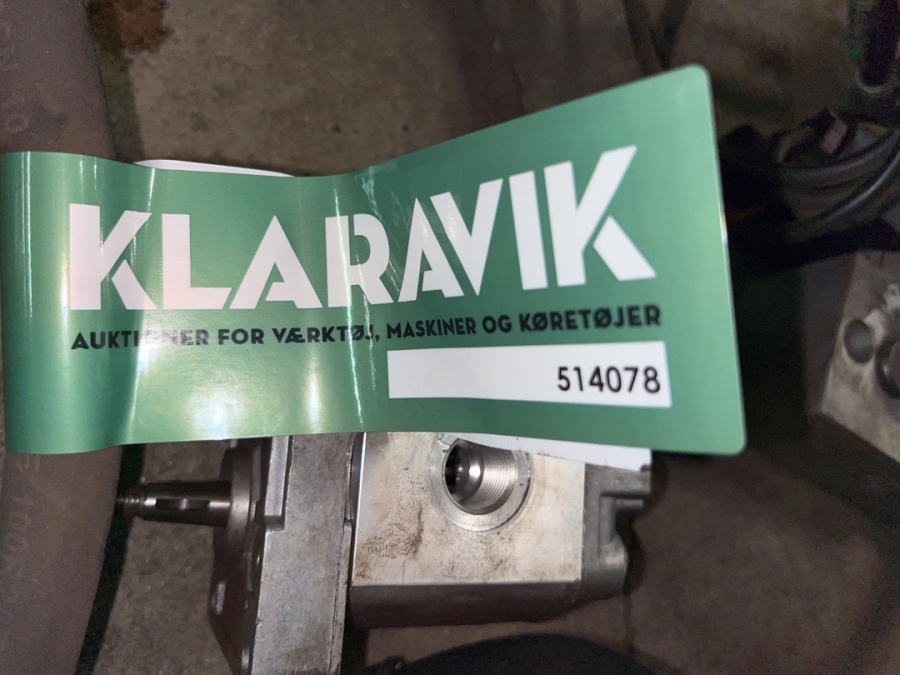 KLARAVIK
AUKTIONER FOR VÆRKTØJ, MASKINER OG KØRETØJER
514078